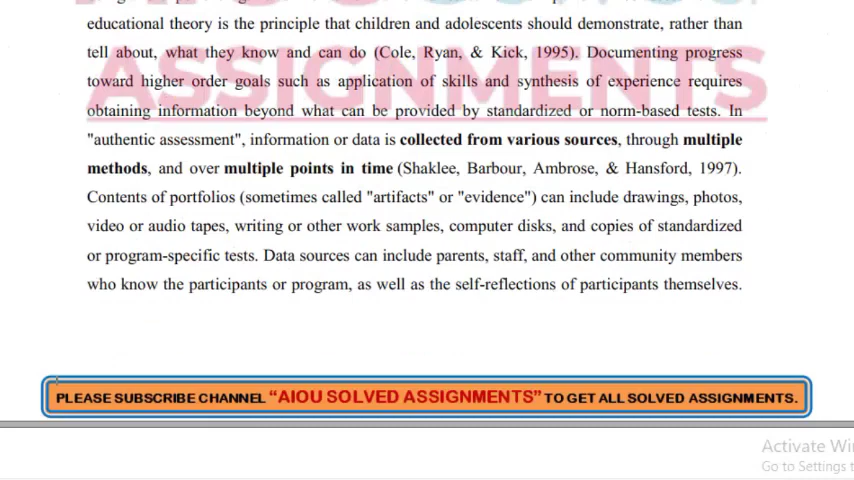 educational theory is the principle that children and adolescents should demonstrate, rather than
tell about, what they know and can do (Cole, Ryan, & Kick, 1995). Documenting progress
toward higher order goals such as application of skills and synthesis of experience requires
ASSIGNMENTS
obtaining information beyond what can be provided by standardized or norm-based tests. In
"authentic assessment", information or data is collected from various sources, through multiple
methods, and over multiple points in time (Shaklee, Barbour, Ambrose, & Hansford, 1997).
Contents of portfolios (sometimes called "artifacts" or "evidence") can include drawings, photos,
video or audio tapes, writing or other work samples, computer disks, and copies of standardized
or program-specific tests. Data sources can include parents, staff, and other community members
who know the participants or program, as well as the self-reflections of participants themselves.
PLEASE SUBSCRIBE CHANNEL “AIOU SOLVED ASSIGNMENTS” TO GET ALL SOLVED ASSIGNMENTS.
Activate Wi
Go to Settings t